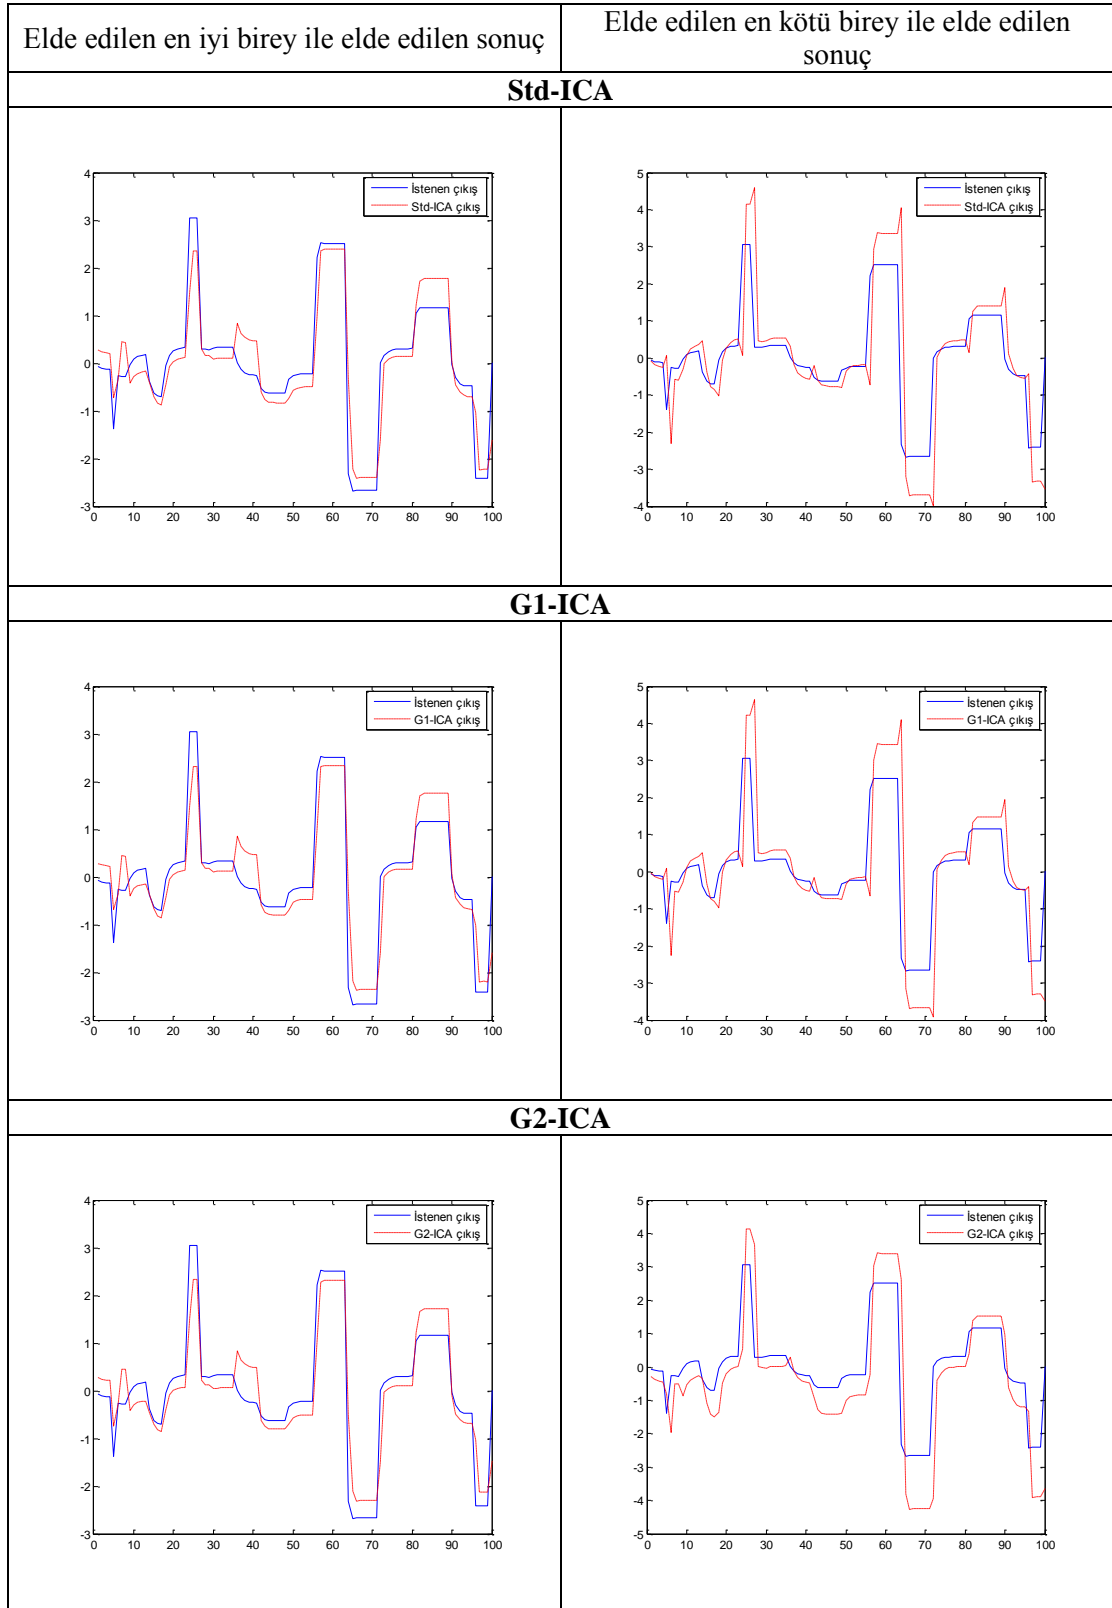 Elde edilen en iyi birey ile elde edilen sonuç
Elde edilen en kötü birey ile elde edilen
sonuç
Std-ICA
4
3
2
1
0
-1
-2
-3
0 10 20 30 40 50 60 70 80 90 100
İstenen çıkış
Std-ICA çıkış
5
4
3
2
1
0
-1
-2
-3
-4
0 10 20 30 40 50 60 70 80 90 100
İstenen çıkış
Std-ICA çıkış
G1-ICA
4
3
2
1
0
-1
-2
-3
0 10 20 30 40 50 60 70 80 90 100
İstenen çıkış
G1-ICA çıkış
5
4
3
2
1
0
-1
-2
-3
-4
0 10 20 30 40 50 60 70 80 90 100
İstenen çıkış
G1-ICA çıkış
G2-ICA
4
3
2
1
0
-1
-2
-3
0 10 20 30 40 50 60 70 80 90 100
İstenen çıkış
G2-ICA çıkış
5
4
3
2
1
0
-1
-2
-3
-4
-5
0 10 20 30 40 50 60 70 80 90 100
İstenen çıkış
G2-ICA çıkış